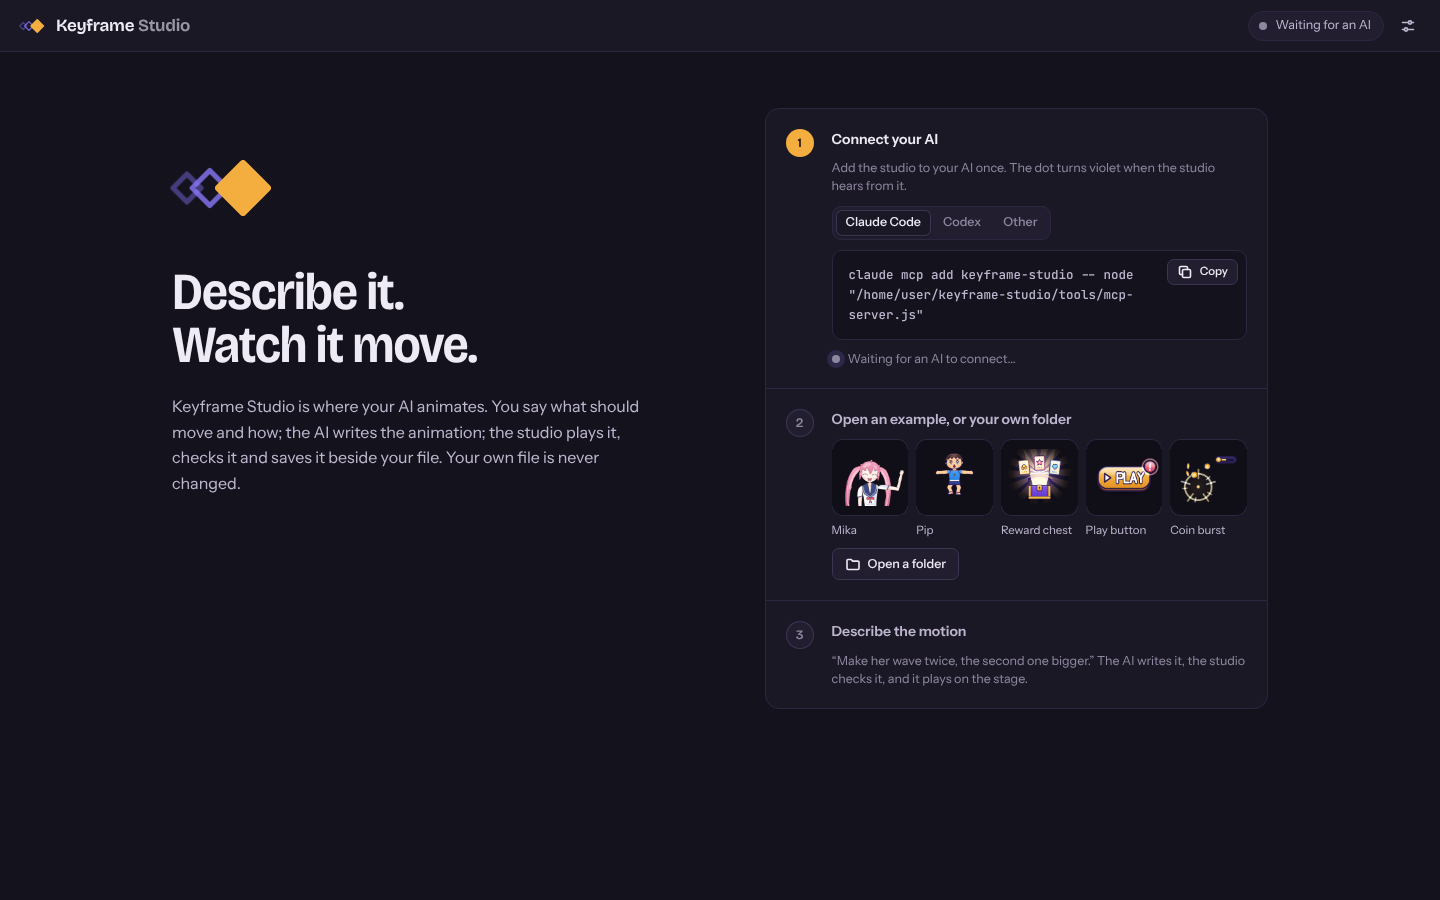 Keyframe Studio
Waiting for an AI
Describe it.
Watch it move.
Keyframe Studio is where your AI animates. You say what should
move and how; the AI writes the animation; the studio plays it,
checks it and saves it beside your file. Your own file is never
changed.
1
Connect your AI
Add the studio to your AI once. The dot turns violet when the studio
hears from it.
Claude Code
Codex
Other
claude mcp add keyframe-studio -- node
"/home/user/keyframe-studio/tools/mcp-
server.js"
Copy
Waiting for an AI to connect...
2
Open an example, or your own folder
PLAY
Mika
Pip
Reward chest
Play button
Coin burst
Open a folder
3
Describe the motion
“Make her wave twice, the second one bigger.” The AI writes it, the studio
checks it, and it plays on the stage.